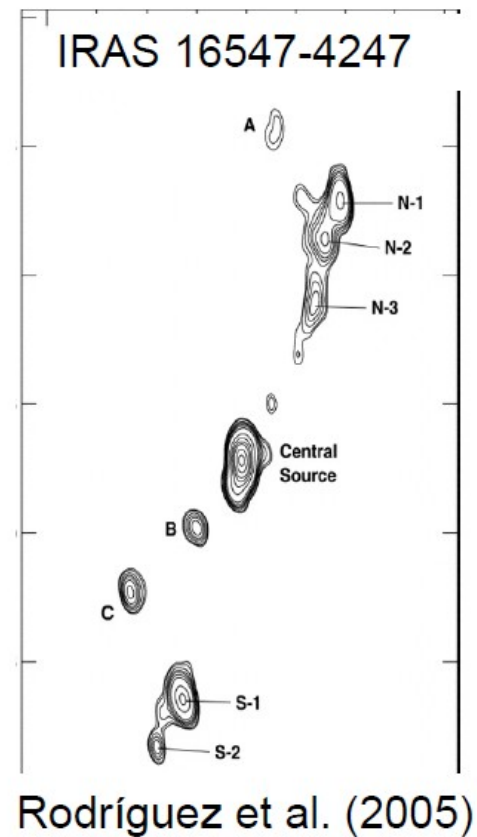 IRAS 16547-4247
A
N-1
N-2
N-3
Central
Source
B
C
S-1
S-2
Rodríguez et al. (2005)